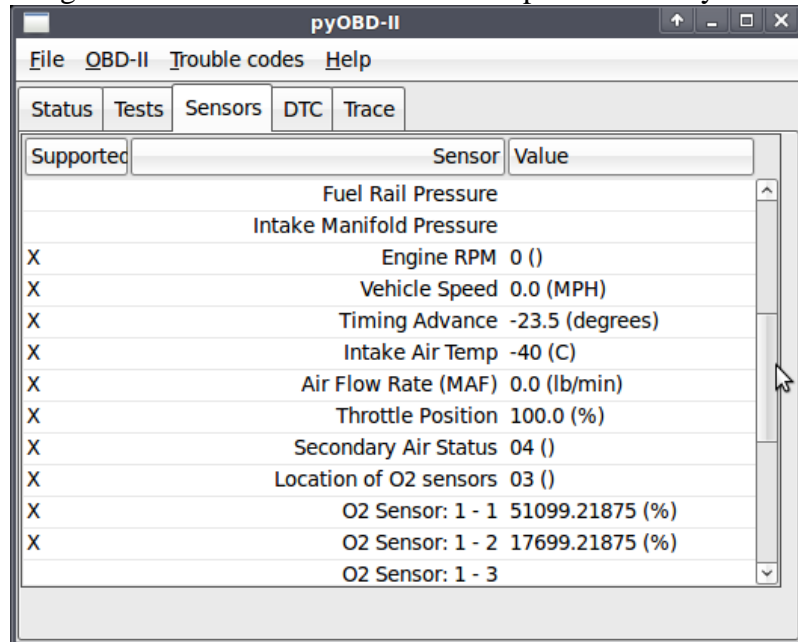 pyOBD-II
File OBD-II Trouble codes Help
Status Tests Sensors DTC Trace
Supported Sensor Value
Fuel Rail Pressure
Intake Manifold Pressure
X Engine RPM 0 ()
X Vehicle Speed 0.0 (MPH)
X Timing Advance -23.5 (degrees)
X Intake Air Temp -40 (C)
X Air Flow Rate (MAF) 0.0 (lb/min)
X Throttle Position 100.0 (%)
X Secondary Air Status 04 ()
X Location of O2 sensors 03 ()
X O2 Sensor: 1 - 1 51099.21875 (%)
X O2 Sensor: 1 - 2 17699.21875 (%)
O2 Sensor: 1 - 3